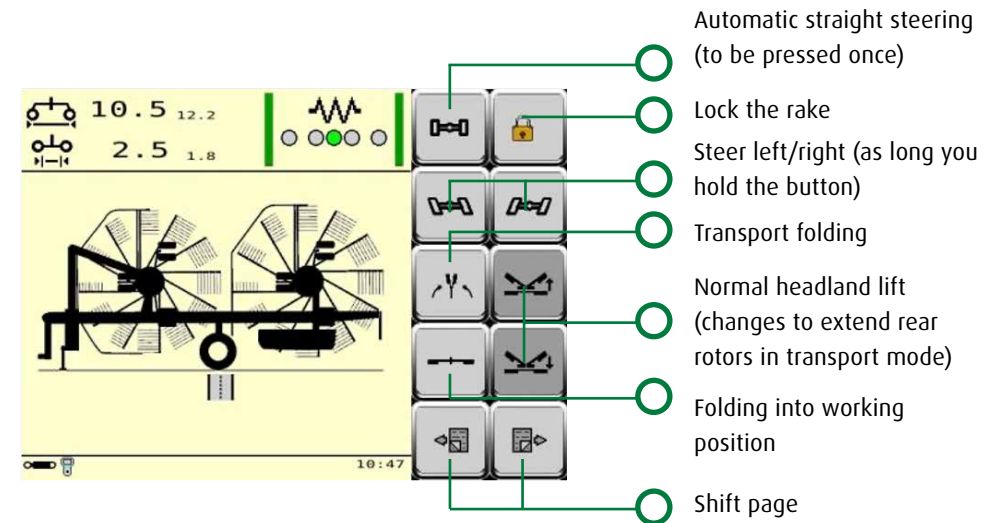 Automatic straight steering
(to be pressed once)
10.5 12.2
Lock the rake
2.5 1.8
Steer left/right (as long you
hold the button)
Transport folding
Normal headland lift
(changes to extend rear
rotors in transport mode)
Folding into working
position
10:47
Shift page